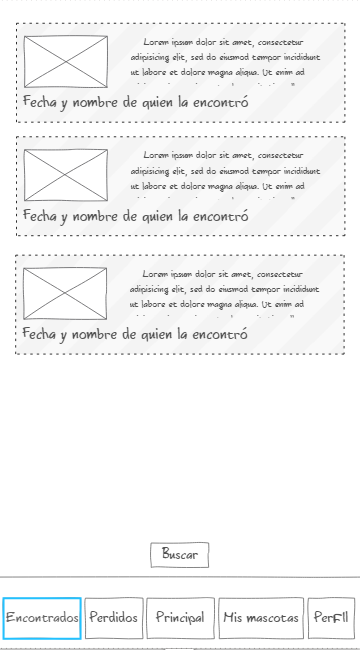 Lorem ipsum dolor sit amet, consectetur
adipisicing elit, sed do eiusmod tempor incididunt
ut labore et dolore magna aliqua. Ut enim ad
Fecha y nombre de quien la encontró
Lorem ipsum dolor sit amet, consectetur
adipisicing elit, sed do eiusmod tempor incididunt
ut labore et dolore magna aliqua. Ut enim ad
Fecha y nombre de quien la encontró
Lorem ipsum dolor sit amet, consectetur
adipisicing elit, sed do eiusmod tempor incididunt
ut labore et dolore magna aliqua. Ut enim ad
Fecha y nombre de quien la encontró
Buscar
Encontrados Perdidos Principal Mis mascotas PerfIl